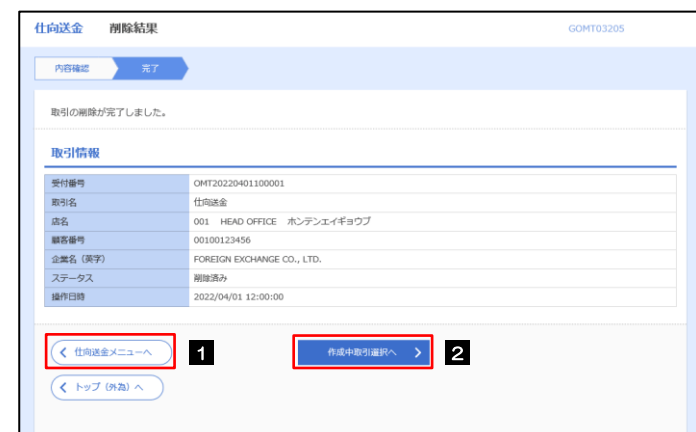 仕向送金 削除結果 GOMT03205
内容確認 完了
取引の削除が完了しました。
取引情報
受付番号 OMT20220401100001
取引名 仕向送金
店名 001 HEAD OFFICE ホンテンエイギョウブ
顧客番号 00100123456
企業名（英字） FOREIGN EXCHANGE CO., LTD.
ステータス 削除済み
操作日時 2022/04/01 12:00:00
仕向送金メニューへ 1 作成中取引選択へ 2
トップ（外為）へ